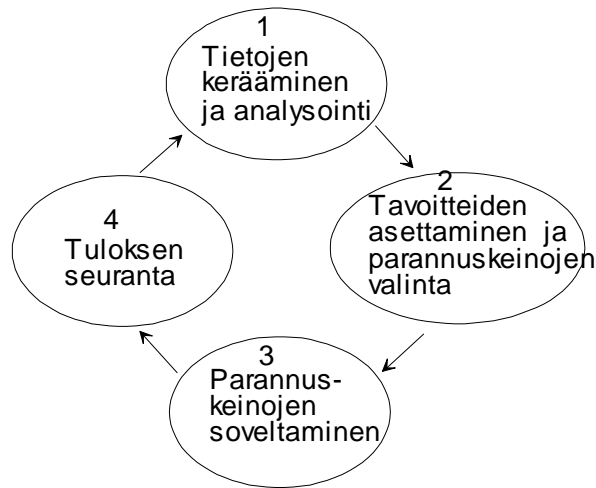 1
Tietojen
kerääminen
ja analysointi
2
Tavoitteiden
asettaminen ja
parannuskeinojen
valinta
3
Parannus-
keinojen
soveltaminen
4
Tuloksen
seuranta